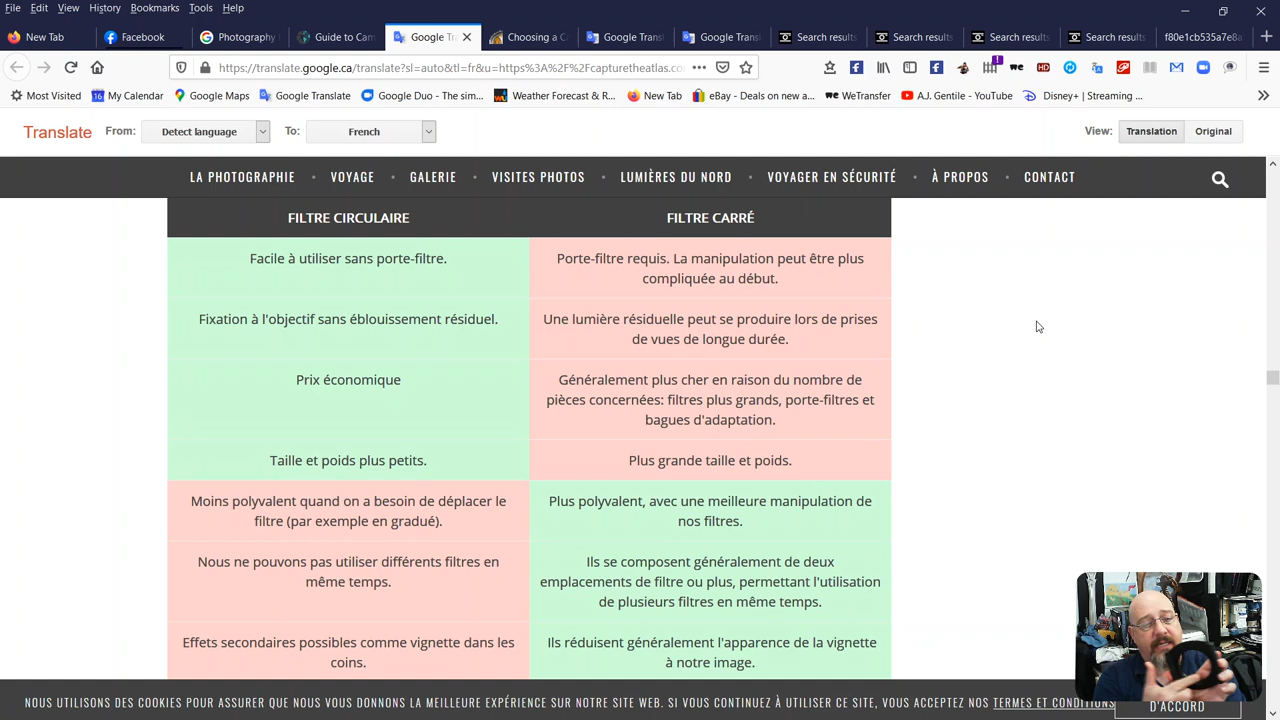 File Edit View History Bookmarks Tools Help
New Tab Facebook Photography Guide to Cam Google Tra Choosing a C Google Trans Google Trans Search results Search results Search results Search results f80e1cb535a7e8a
https://translate.google.ca/translate?sl=auto&tl=fr&u=https%3A%2F%2Fcapturetheatlas.co
Most Visited My Calendar Google Maps Google Translate Google Duo - The sim... Weather Forecast & R... New Tab eBay - Deals on new a... WeTransfer A.J. Gentile - YouTube Disney+ | Streaming ...
Translate From: Detect language To: French View: Translation Original
LA PHOTOGRAPHIE • VOYAGE • GALERIE • VISITES PHOTOS • LUMIÈRES DU NORD • VOYAGER EN SÉCURITÉ • À PROPOS • CONTACT
FILTRE CIRCULAIRE FILTRE CARRÉ
Facile à utiliser sans porte-filtre.
Porte-filtre requis. La manipulation peut être plus
compliquée au début.
Fixation à l'objectif sans éblouissement résiduel.
Une lumière résiduelle peut se produire lors de prises
de vues de longue durée.
Prix économique
Généralement plus cher en raison du nombre de
pièces concernées: filtres plus grands, porte-filtres et
bagues d'adaptation.
Taille et poids plus petits.
Plus grande taille et poids.
Moins polyvalent quand on a besoin de déplacer le
filtre (par exemple en gradué).
Plus polyvalent, avec une meilleure manipulation de
nos filtres.
Nous ne pouvons pas utiliser différents filtres en
même temps.
Ils se composent généralement de deux
emplacements de filtre ou plus, permettant l'utilisation
de plusieurs filtres en même temps.
Effets secondaires possibles comme vignette dans les
coins.
Ils réduisent généralement l'apparence de la vignette
à notre image.
NOUS UTILISONS DES COOKIES POUR ASSURER QUE NOUS VOUS DONNONS LA MEILLEURE EXPÉRIENCE SUR NOTRE SITE WEB. SI VOUS CONTINUEZ À UTILISER CE SITE, VOUS ACCEPTEZ NOS TERMES ET CONDITIONS
D'ACCORD